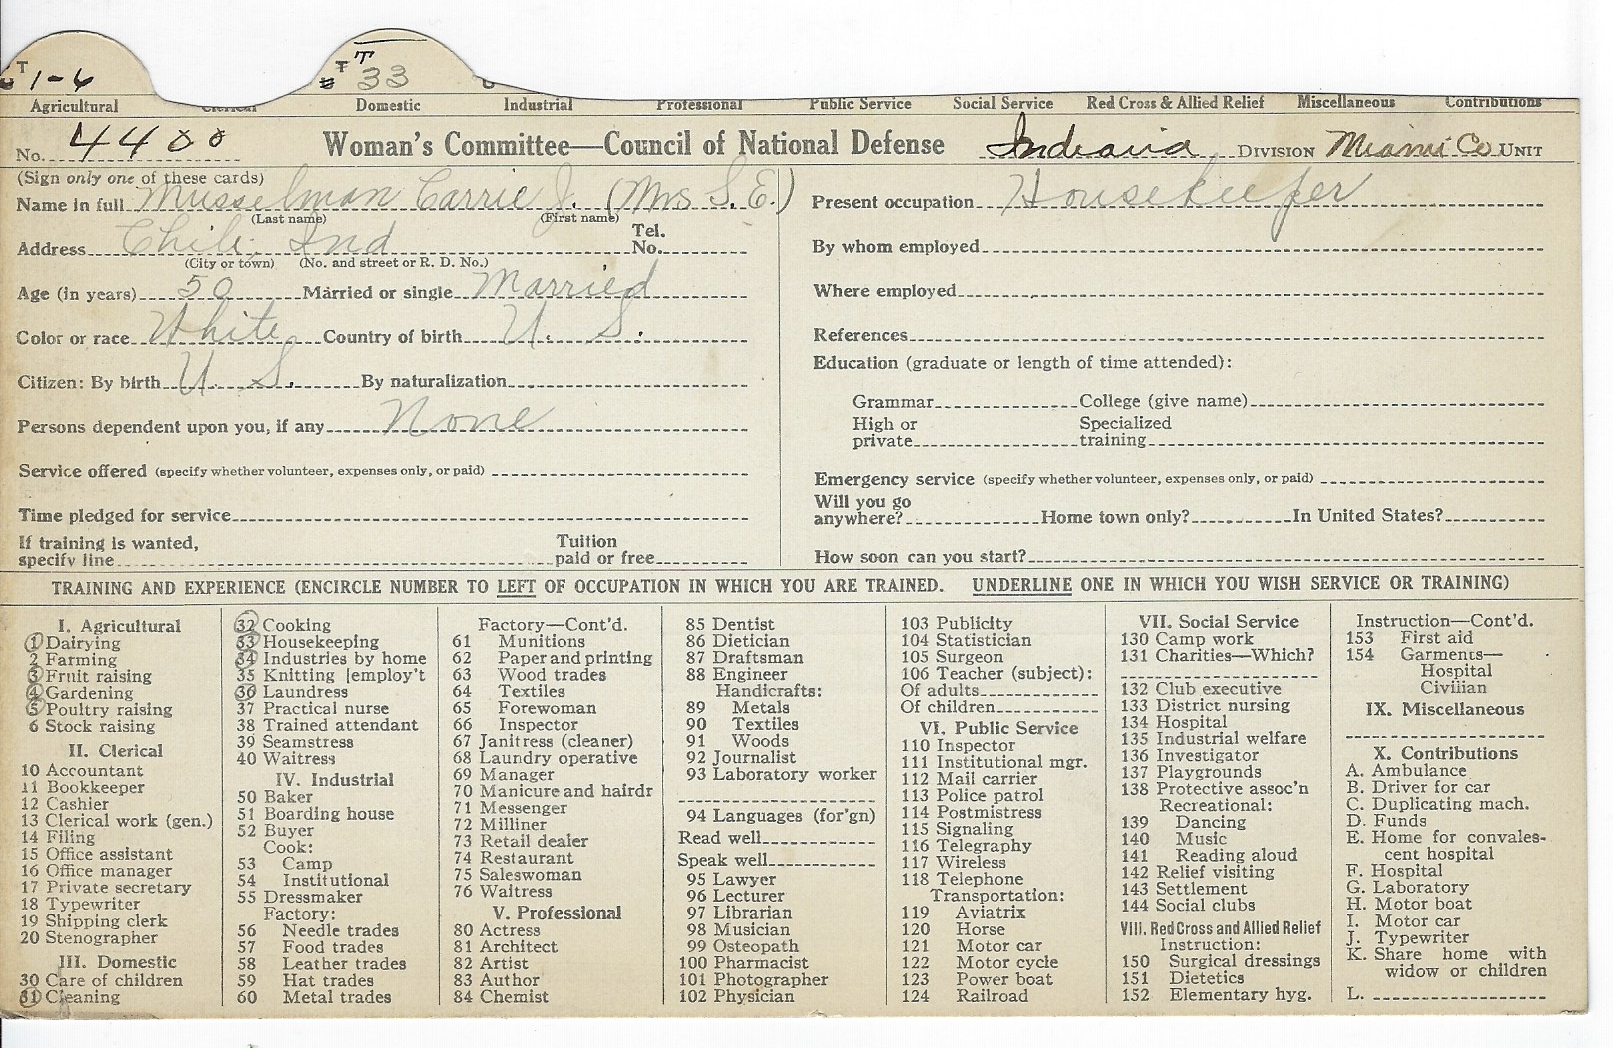 T 1-6 T 33
Agricultural Clerical Domestic Industrial Professional Public Service Social Service Red Cross & Allied Relief Miscellaneous Contributions
No. 4400 Woman's Committee—Council of National Defense Indiana DIVISION Miami Co UNIT
(Sign only one of these cards)
Name in full Musselman Carrie J. (Mrs S. E.)
(Last name) (First name)
Address Chili Ind Tel. No.
(City or town) (No. and street or R. D. No.)
Age (in years) 50 Married or single Married
Color or race White Country of birth U. S.
Citizen: By birth U. S. By naturalization
Persons dependent upon you, if any None
Service offered (specify whether volunteer, expenses only, or paid)
Time pledged for service
If training is wanted, specify line Tuition paid or free
Present occupation Housekeeper
By whom employed
Where employed
References
Education (graduate or length of time attended):
Grammar College (give name)
High or private Specialized training
Emergency service (specify whether volunteer, expenses only, or paid)
Will you go anywhere? Home town only? In United States?
How soon can you start?
TRAINING AND EXPERIENCE (ENCIRCLE NUMBER TO LEFT OF OCCUPATION IN WHICH YOU ARE TRAINED. UNDERLINE ONE IN WHICH YOU WISH SERVICE OR TRAINING)
I. Agricultural
1 Dairying
2 Farming
3 Fruit raising
4 Gardening
5 Poultry raising
6 Stock raising
II. Clerical
10 Accountant
11 Bookkeeper
12 Cashier
13 Clerical work (gen.)
14 Filing
15 Office assistant
16 Office manager
17 Private secretary
18 Typewriter
19 Shipping clerk
20 Stenographer
III. Domestic
30 Care of children
31 Cleaning
32 Cooking
33 Housekeeping
34 Industries by home
35 Knitting [employ't
36 Laundress
37 Practical nurse
38 Trained attendant
39 Seamstress
40 Waitress
IV. Industrial
50 Baker
51 Boarding house
52 Buyer
Cook:
53 Camp
54 Institutional
55 Dressmaker
Factory:
56 Needle trades
57 Food trades
58 Leather trades
59 Hat trades
60 Metal trades
Factory—Cont'd.
61 Munitions
62 Paper and printing
63 Wood trades
64 Textiles
65 Forewoman
66 Inspector
67 Janitress (cleaner)
68 Laundry operative
69 Manager
70 Manicure and hairdr
71 Messenger
72 Milliner
73 Retail dealer
74 Restaurant
75 Saleswoman
76 Waitress
V. Professional
80 Actress
81 Architect
82 Artist
83 Author
84 Chemist
85 Dentist
86 Dietician
87 Draftsman
88 Engineer
Handicrafts:
89 Metals
90 Textiles
91 Woods
92 Journalist
93 Laboratory worker
94 Languages (for'gn)
Read well
Speak well
95 Lawyer
96 Lecturer
97 Librarian
98 Musician
99 Osteopath
100 Pharmacist
101 Photographer
102 Physician
103 Publicity
104 Statistician
105 Surgeon
106 Teacher (subject):
Of adults
Of children
VI. Public Service
110 Inspector
111 Institutional mgr.
112 Mail carrier
113 Police patrol
114 Postmistress
115 Signaling
116 Telegraphy
117 Wireless
118 Telephone
Transportation:
119 Aviatrix
120 Horse
121 Motor car
122 Motor cycle
123 Power boat
124 Railroad
VII. Social Service
130 Camp work
131 Charities—Which?
132 Club executive
133 District nursing
134 Hospital
135 Industrial welfare
136 Investigator
137 Playgrounds
138 Protective assoc'n
Recreational:
139 Dancing
140 Music
141 Reading aloud
142 Relief visiting
143 Settlement
144 Social clubs
VIII. Red Cross and Allied Relief
Instruction:
150 Surgical dressings
151 Dietetics
152 Elementary hyg.
Instruction—Cont'd.
153 First aid
154 Garments—
Hospital
Civilian
IX. Miscellaneous
X. Contributions
A. Ambulance
B. Driver for car
C. Duplicating mach.
D. Funds
E. Home for convales-
cent hospital
F. Hospital
G. Laboratory
H. Motor boat
I. Motor car
J. Typewriter
K. Share home with
widow or children
L.